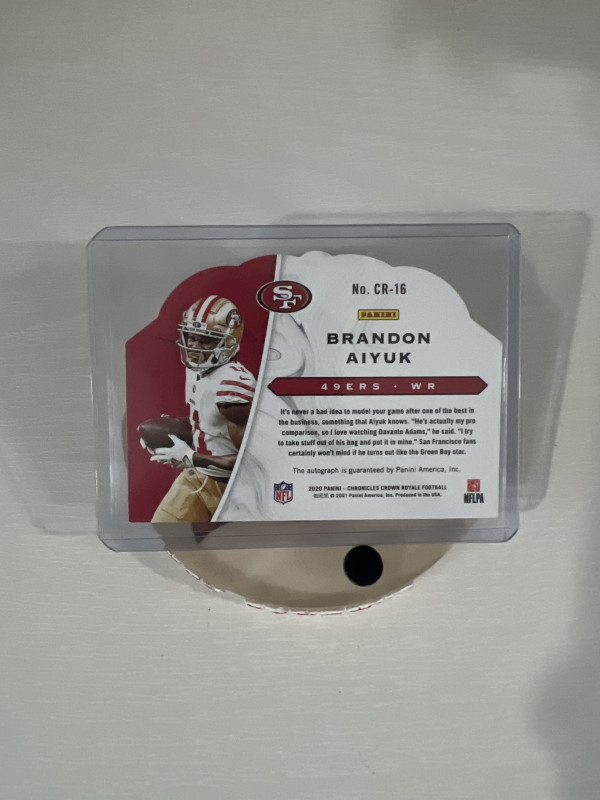 No. CR-16
SF
PANINI
BRANDON
AIYUK
49ERS · WR
It's never a bad idea to model your game after one of the best in
the business, something that Aiyuk knows. "He's actually my pro
comparison, so I love watching Davante Adams," he said. "I try
to take stuff out of his bag and put it in mine." San Francisco fans
certainly won't mind if he turns out like the Green Bay star.
The autograph is guaranteed by Panini America, Inc.
2020 PANINI – CHRONICLES CROWN ROYALE FOOTBALL
© 2021 Panini America, Inc. Produced in the USA.
NFL
NFLPA